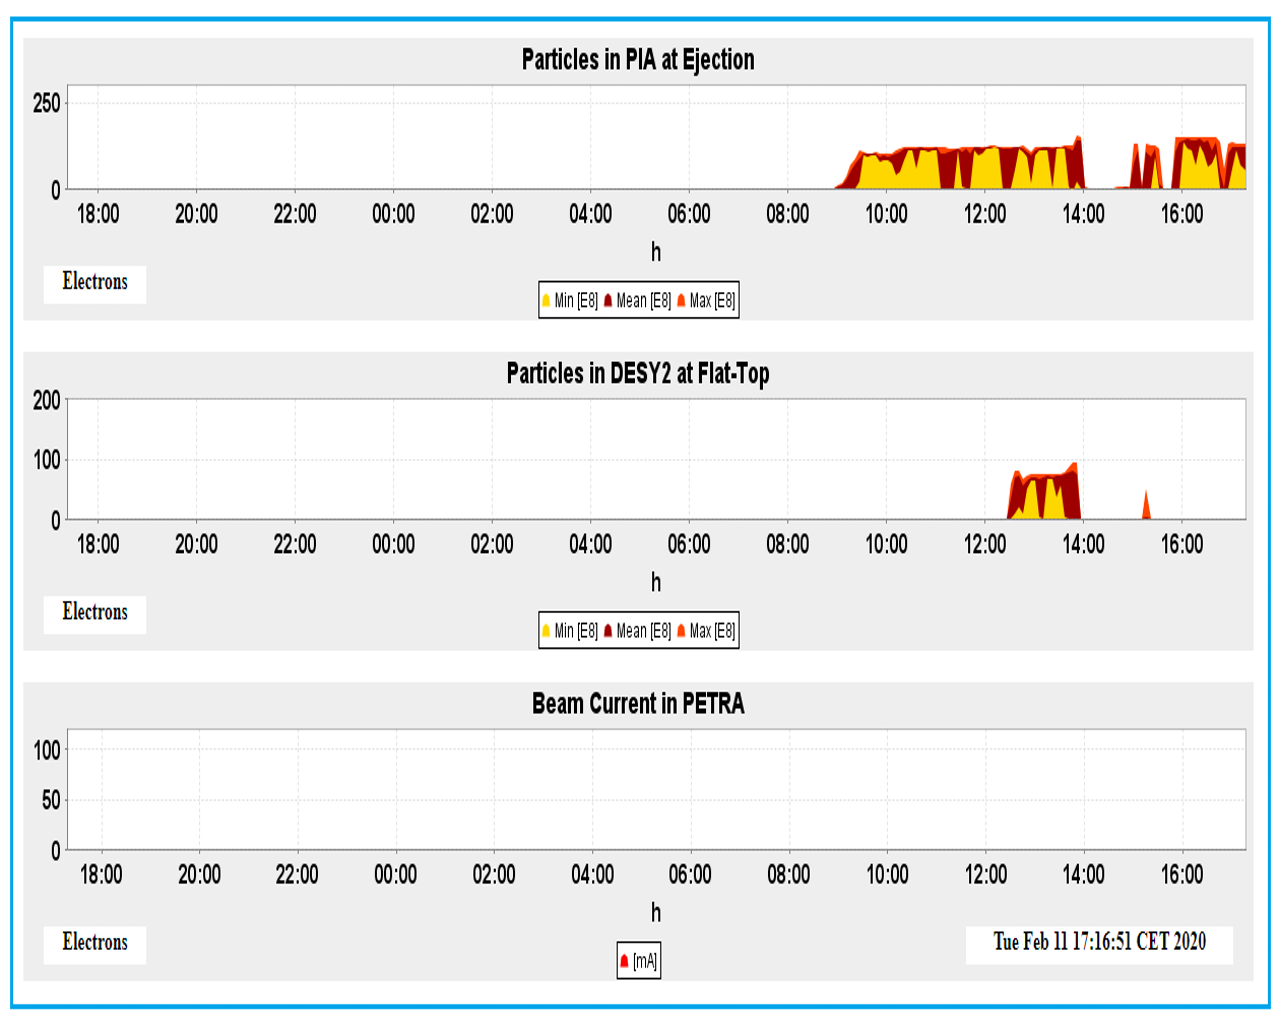 Particles in PIA at Ejection
250
0
18:00 20:00 22:00 00:00 02:00 04:00 06:00 08:00 10:00 12:00 14:00 16:00
h
Electrons
Min [E8] Mean [E8] Max [E8]
Particles in DESY2 at Flat-Top
200
100
0
18:00 20:00 22:00 00:00 02:00 04:00 06:00 08:00 10:00 12:00 14:00 16:00
h
Electrons
Min [E8] Mean [E8] Max [E8]
Beam Current in PETRA
100
50
0
18:00 20:00 22:00 00:00 02:00 04:00 06:00 08:00 10:00 12:00 14:00 16:00
h
Electrons
Tue Feb 11 17:16:51 CET 2020
[mA]